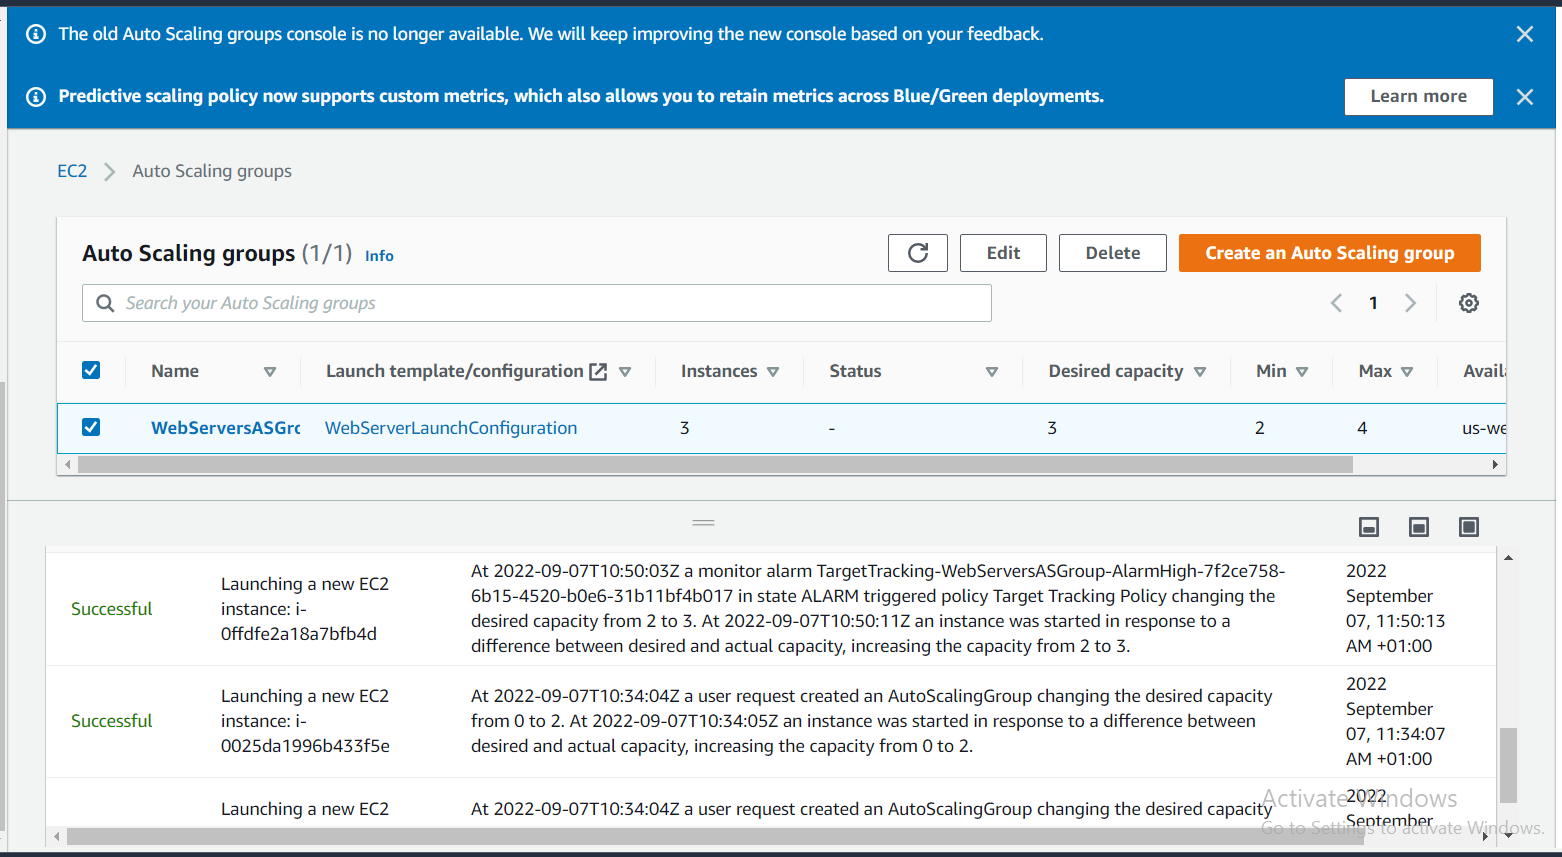 The old Auto Scaling groups console is no longer available. We will keep improving the new console based on your feedback.
Predictive scaling policy now supports custom metrics, which also allows you to retain metrics across Blue/Green deployments.
Learn more
EC2 Auto Scaling groups
Auto Scaling groups (1/1) Info
Edit Delete Create an Auto Scaling group
Search your Auto Scaling groups
1
Name Launch template/configuration Instances Status Desired capacity Min Max Avail
WebServersASGrc WebServerLaunchConfiguration 3 - 3 2 4 us-we
Successful
Launching a new EC2
instance: i-
0ffdfe2a18a7bfb4d
At 2022-09-07T10:50:03Z a monitor alarm TargetTracking-WebServersASGroup-AlarmHigh-7f2ce758-
6b15-4520-b0e6-31b11bf4b017 in state ALARM triggered policy Target Tracking Policy changing the
desired capacity from 2 to 3. At 2022-09-07T10:50:11Z an instance was started in response to a
difference between desired and actual capacity, increasing the capacity from 2 to 3.
2022
September
07, 11:50:13
AM +01:00
Successful
Launching a new EC2
instance: i-
0025da1996b433f5e
At 2022-09-07T10:34:04Z a user request created an AutoScalingGroup changing the desired capacity
from 0 to 2. At 2022-09-07T10:34:05Z an instance was started in response to a difference between
desired and actual capacity, increasing the capacity from 0 to 2.
2022
September
07, 11:34:07
AM +01:00
Launching a new EC2
At 2022-09-07T10:34:04Z a user request created an AutoScalingGroup changing the desired capacity
2022
September
Activate Windows
Go to Settings to activate Windows.